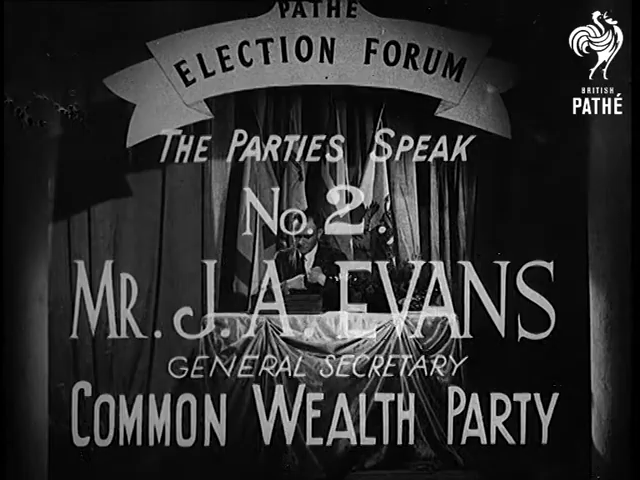 PATHE
ELECTION FORUM
BRITISH
PATHÉ
THE PARTIES SPEAK
No. 2.
MR. J. A. EVANS
GENERAL SECRETARY
COMMON WEALTH PARTY